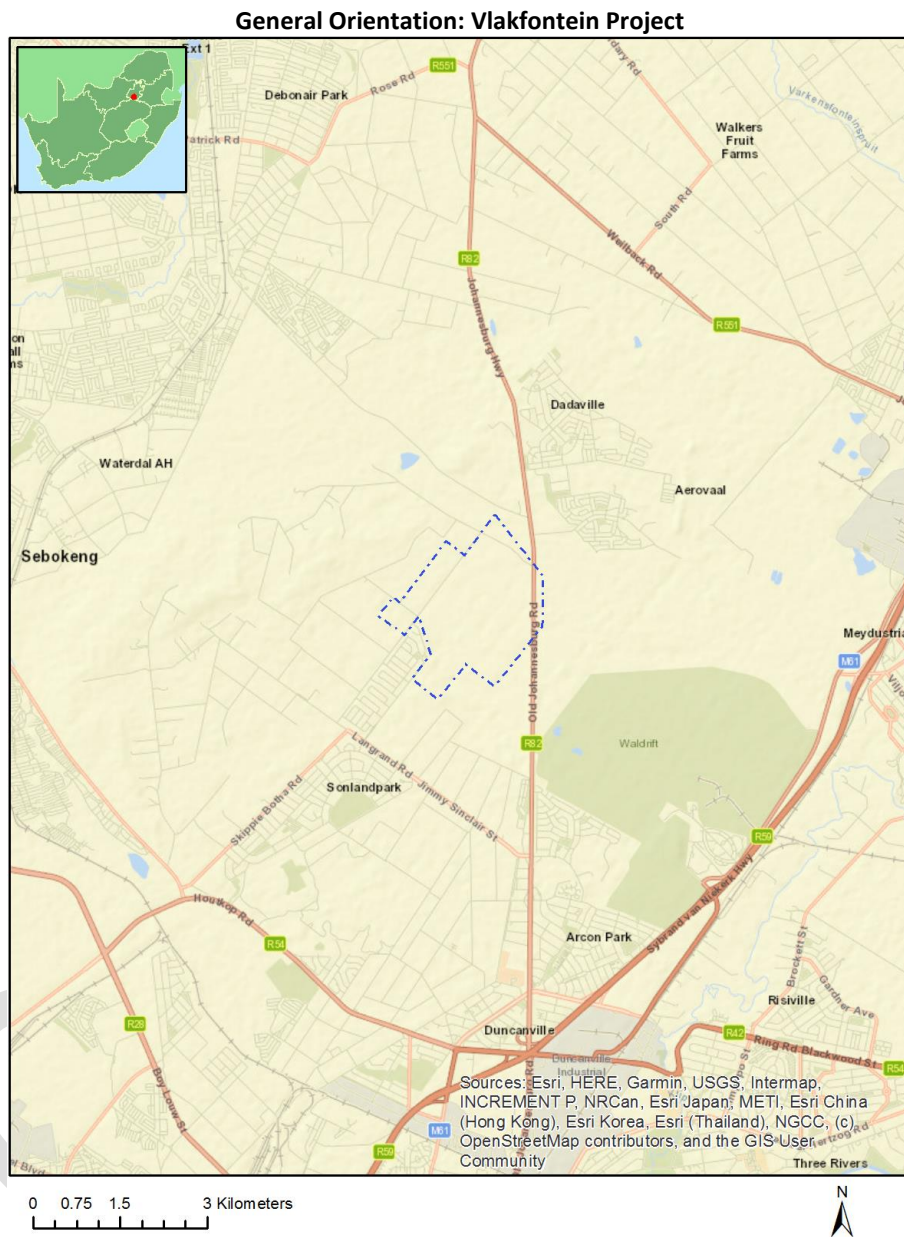 General Orientation: Vlakfontein Project
Ext 1
R551
Rose Rd
Debonair Park
Varkensfonteinspruit
Walkers
Fruit
Farms
South Rd
R82
Weilback Rd
Johannesburg Hwy
R551
Dadaville
Waterdal AH
Aerovaal
Sebokeng
Old Johannesburg Rd
M61
R82
Waldrift
Langrand Rd
Jimmy Sinclair St
Sonlandpark
Skippie Botha Rd
R59
Sybrand van Niekerk Hwy
Houtkop Rd
R54
Arcon Park
Brockett St
Gardner Ave
Risiville
R28
Duncanville
R42
Ring Rd Blackwood St
R54
Duncanville
Industrial
Boy Louw St
M61
R59
Sources: Esri, HERE, Garmin, USGS, Intermap,
INCREMENT P, NRCan, Esri Japan, METI, Esri China
(Hong Kong), Esri Korea, Esri (Thailand), NGCC, (c)
OpenStreetMap contributors, and the GIS User
Community
Three Rivers
0 0.75 1.5 3 Kilometers
N